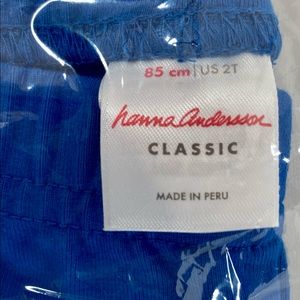 85 cm | US 2T
hanna Andersson
CLASSIC
MADE IN PERU